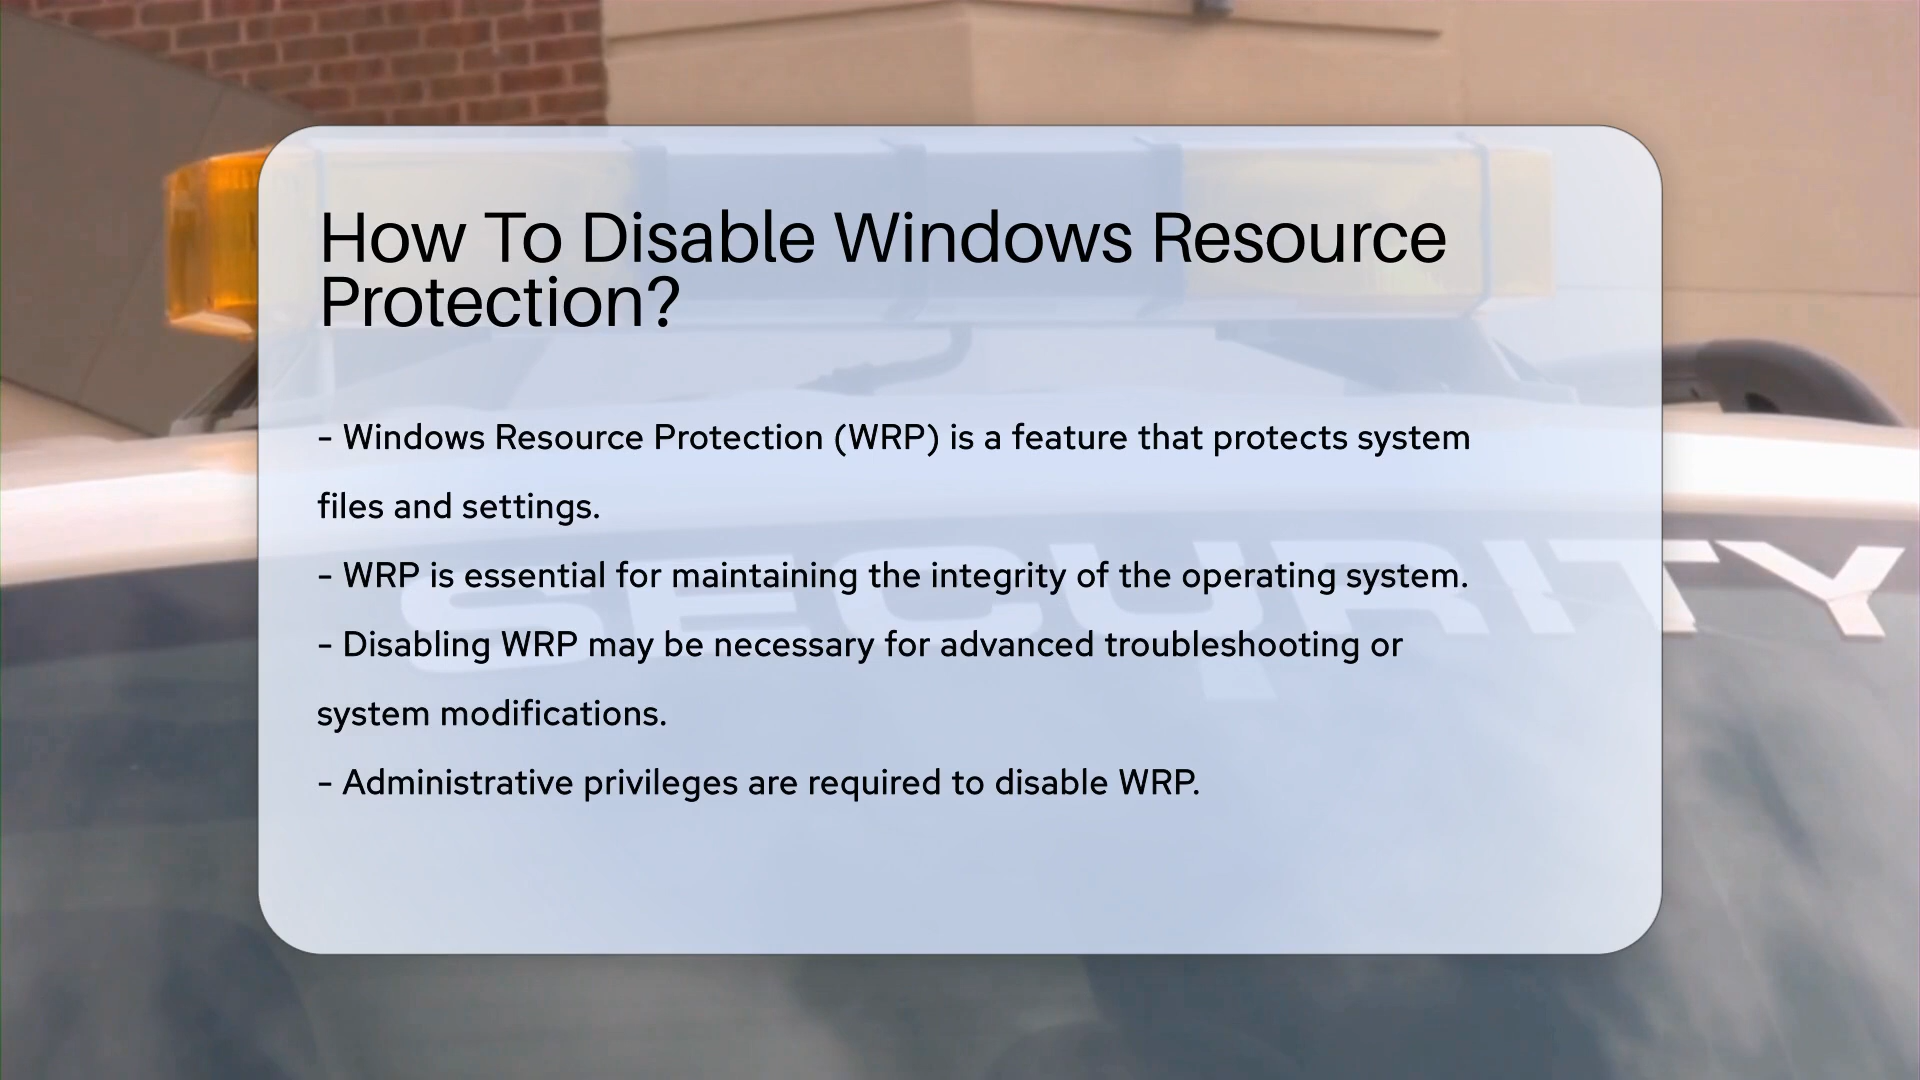 How To Disable Windows Resource
Protection?
- Windows Resource Protection (WRP) is a feature that protects system
files and settings.
- WRP is essential for maintaining the integrity of the operating system.
- Disabling WRP may be necessary for advanced troubleshooting or
system modifications.
- Administrative privileges are required to disable WRP.
SECURITY